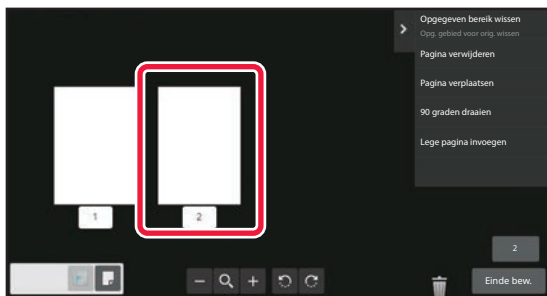 Opgegeven bereik wissen
Opg. gebied voor orig. wissen
Pagina verwijderen
Pagina verplaatsen
90 graden draaien
Lege pagina invoegen
1
2
2
Einde bew.